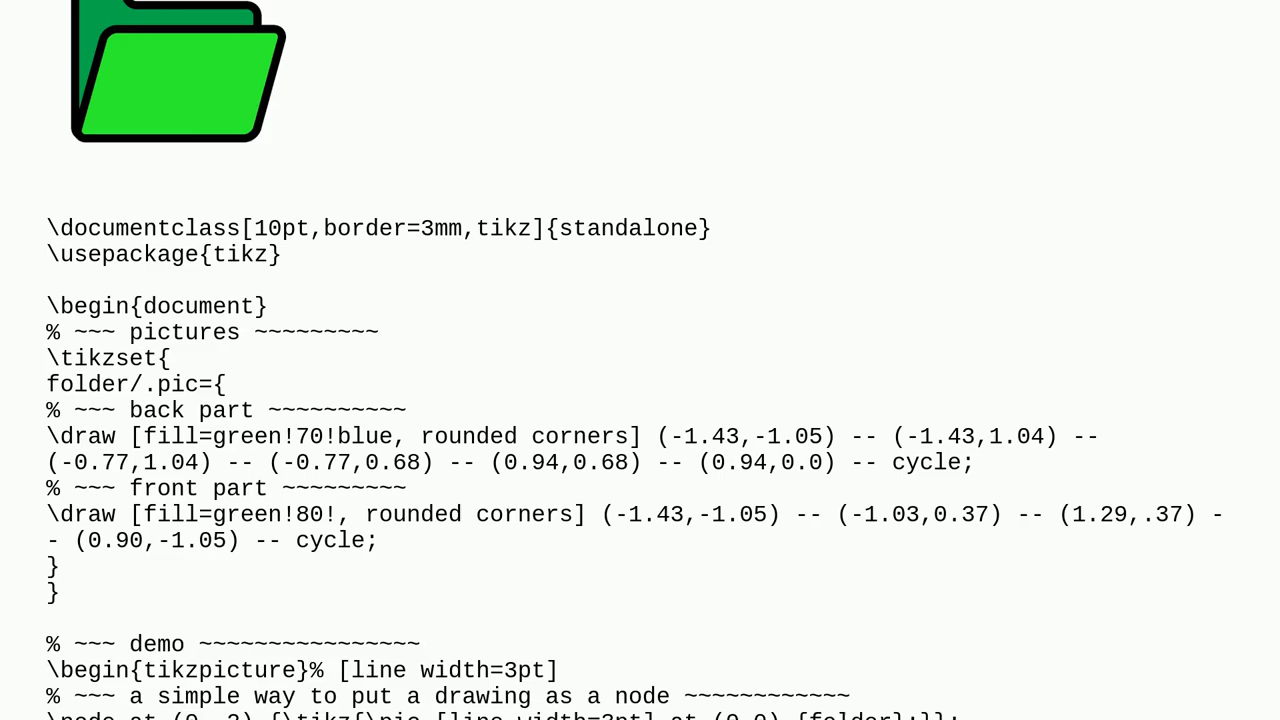 \documentclass[10pt,border=3mm,tikz]{standalone}
\usepackage{tikz}
\begin{document}
% ~~~ pictures ~~~~~~~~~
\tikzset{
folder/.pic={
% ~~~ back part ~~~~~~~~~~
\draw [fill=green!70!blue, rounded corners] (-1.43,-1.05) -- (-1.43,1.04) --
(-0.77,1.04) -- (-0.77,0.68) -- (0.94,0.68) -- (0.94,0.0) -- cycle;
% ~~~ front part ~~~~~~~~~
\draw [fill=green!80!, rounded corners] (-1.43,-1.05) -- (-1.03,0.37) -- (1.29,.37) -
- (0.90,-1.05) -- cycle;
}
}
% ~~~ demo ~~~~~~~~~~~~~~~~
\begin{tikzpicture}% [line width=3pt]
% ~~~ a simple way to put a drawing as a node ~~~~~~~~~~~~